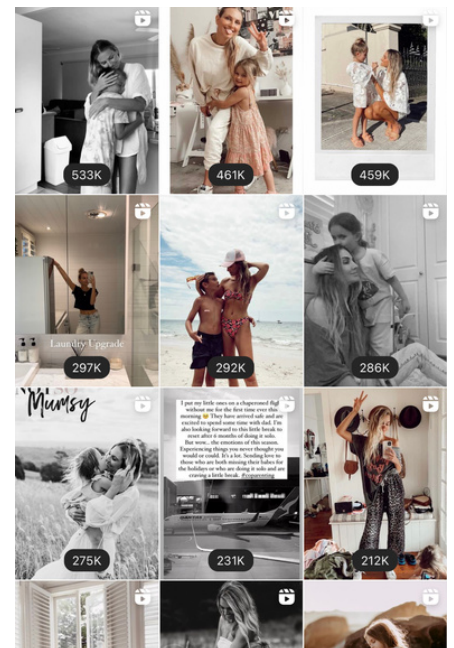 533K
461K
459K
Laundry Upgrade
297K
292K
286K
Mumsy
I put my little ones on a chaperoned flight
without me for the first time ever this
morning 🥺 They have arrived safe and are
excited to spend some time with dad. I'm
also looking forward to this little break to
reset after 6 months of doing it solo.
But wow.. the emotions of this season.
Experiencing things you never thought you
would or could. It's a lot. Sending love to
those who are both missing their babes for
the holidays or who are doing it solo and are
craving a little break. #coparenting
275K
231K
212K